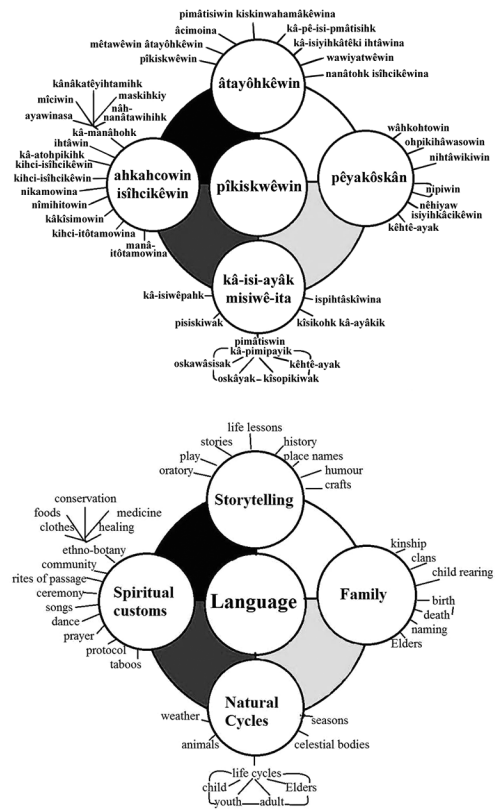 pimâtisiwin kiskinwahamâkêwina
âcimoina
kâ-pê-isi-pmâtisihk
mêtawêwin âtayôhkêwin
kâ-isiyihkâtêki ihtâwina
pîkiskwêwin
wawiyatwêwin
nanâtohk isîhcikêwina
âtayôhkêwin
kânâkatêyihtamihk
mîciwin
maskihkiy
ayawinasa
nâh-
nanâtawihihk
kâ-manâhohk
ihtâwin
kâ-atohpikihk
kihci-isîhcikêwin
kihci-isîhcikêwin
nikamowina
nîmihitowin
kâkîsimowin
kihci-itôtamowina
manâ-
itôtamowina
ahkahcowin
isîhcikêwin
pîkiskwêwin
pêyakôskân
wâhkohtowin
ohpikihâwasowin
nihtâwikiwin
nipiwin
nêhiyaw
isiyihkâcikêwin
kêhtê-ayak
kâ-isi-ayâk
misiwê-ita
kâ-isiwêpahk
pisiskiwak
ispihtâskîwina
kîsikohk kâ-ayâkik
pimâtiswin
kâ-pimipayik
oskawâsisak
kêhtê-ayak
oskâyak
kîsopikiwak
life lessons
stories
history
play
place names
oratory
humour
crafts
Storytelling
conservation
foods
medicine
clothes
healing
ethno-botany
community
rites of passage
ceremony
songs
dance
prayer
protocol
taboos
Spiritual
customs
Language
Family
kinship
clans
child rearing
birth
death
naming
Elders
Natural
Cycles
weather
seasons
animals
celestial bodies
life cycles
child
Elders
youth
adult